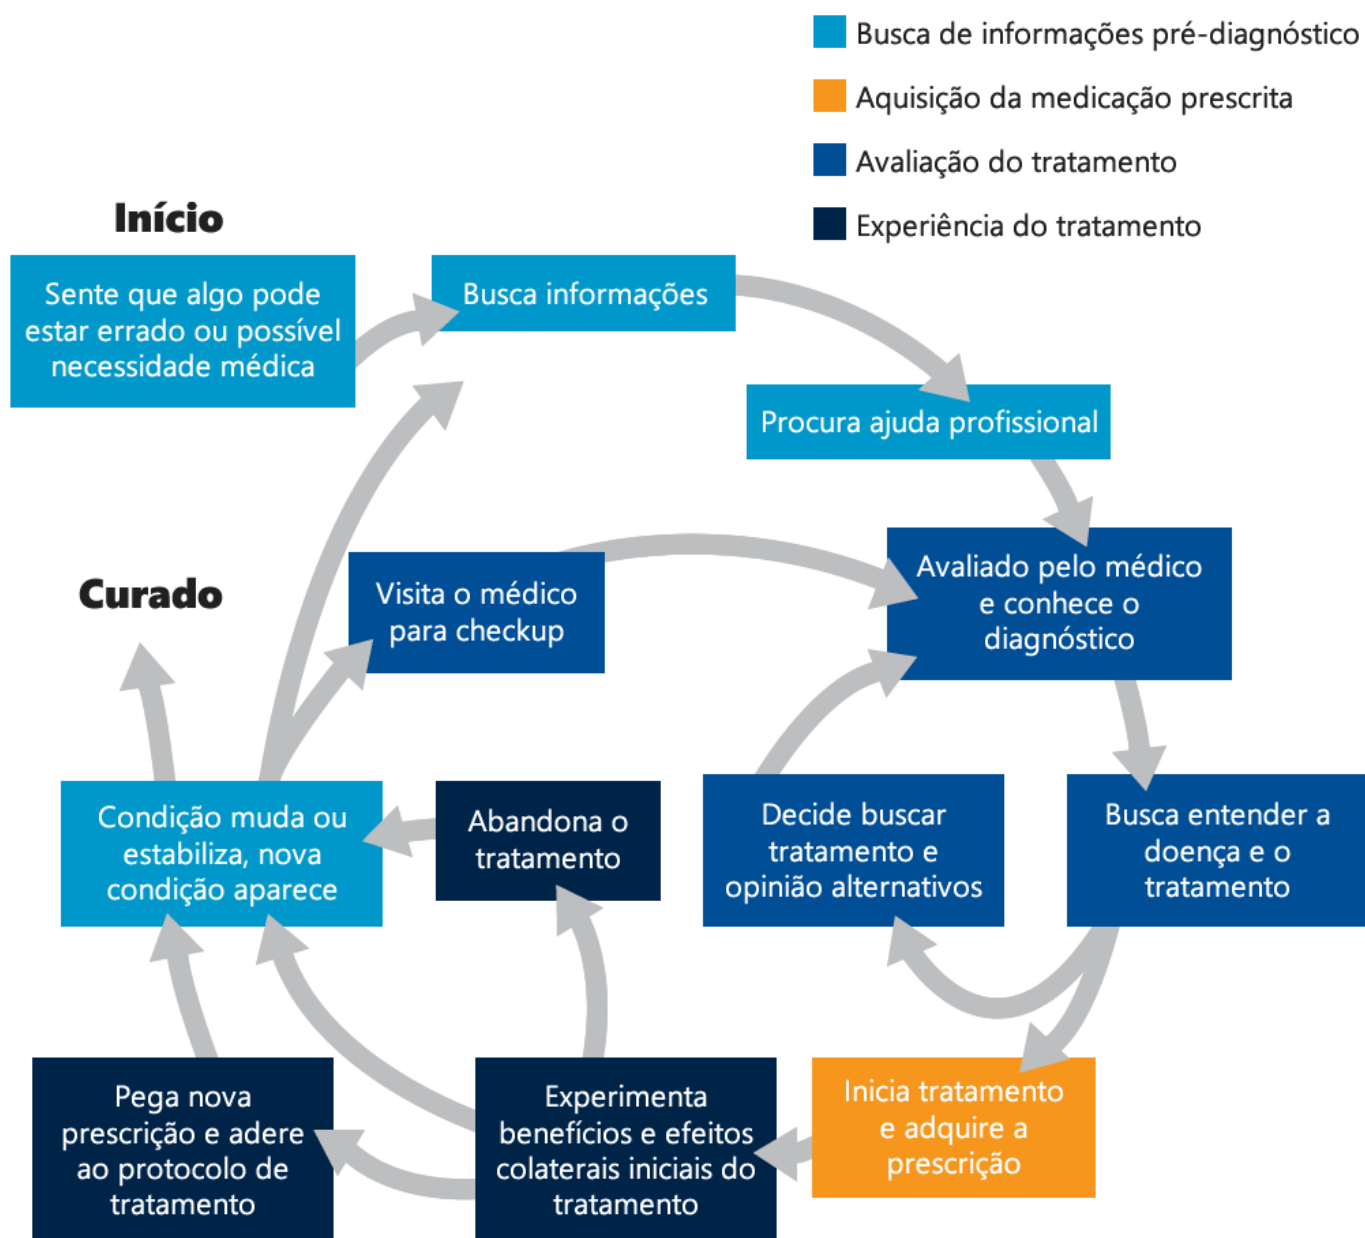 Busca de informações pré-diagnóstico
Aquisição da medicação prescrita
Avaliação do tratamento
Experiência do tratamento
Início
Sente que algo pode
estar errado ou possível
necessidade médica
Busca informações
Procura ajuda profissional
Avaliado pelo médico
e conhece o
diagnóstico
Visita o médico
para checkup
Curado
Condição muda ou
estabiliza, nova
condição aparece
Abandona o
tratamento
Decide buscar
tratamento e
opinião alternativos
Busca entender a
doença e o
tratamento
Pega nova
prescrição e adere
ao protocolo de
tratamento
Experimenta
benefícios e efeitos
colaterais iniciais do
tratamento
Inicia tratamento
e adquire a
prescrição